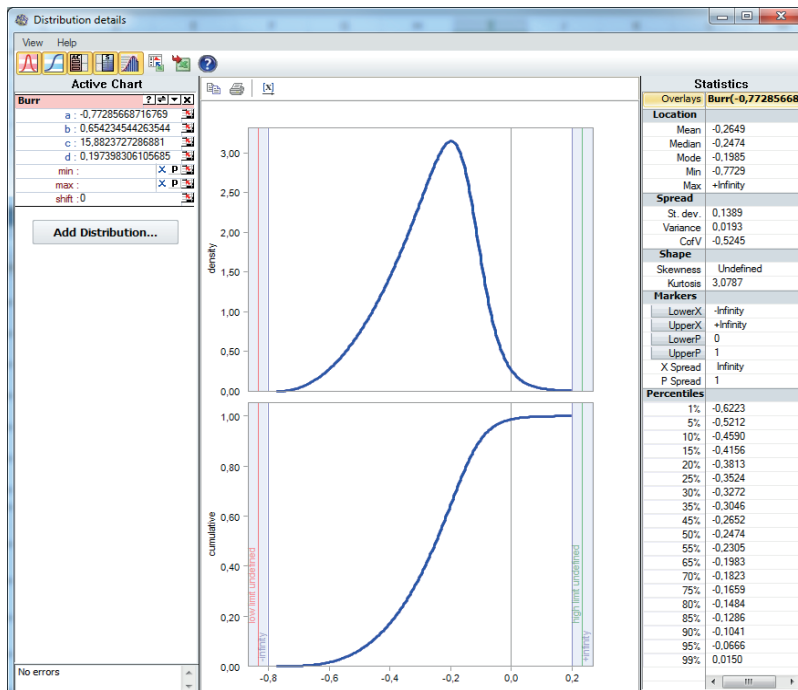 Distribution details
View Help
Active Chart
Burr
a : -0,77285668716769
b : 0,654234544263544
c : 15,8823727286881
d : 0,197398306105685
min :
X P
max :
X P
shift : 0
Add Distribution...
No errors
[x]
density
3,00
2,50
2,00
1,50
1,00
0,50
0,00
cumulative
1,00
0,80
0,60
0,40
0,20
0,00
low limit undefined
-Infinity
high limit undefined
+Infinity
-0,8 -0,6 -0,4 -0,2 0,0 0,2
Statistics
Overlays Burr(-0,77285668
Location
Mean -0,2649
Median -0,2474
Mode -0,1985
Min -0,7729
Max +Infinity
Spread
St. dev. 0,1389
Variance 0,0193
CofV -0,5245
Shape
Skewness Undefined
Kurtosis 3,0787
Markers
LowerX -Infinity
UpperX +Infinity
LowerP 0
UpperP 1
X Spread Infinity
P Spread 1
Percentiles
1% -0,6223
5% -0,5212
10% -0,4590
15% -0,4156
20% -0,3813
25% -0,3524
30% -0,3272
35% -0,3046
45% -0,2652
50% -0,2474
55% -0,2305
65% -0,1983
70% -0,1823
75% -0,1659
80% -0,1484
85% -0,1286
90% -0,1041
95% -0,0666
99% 0,0150